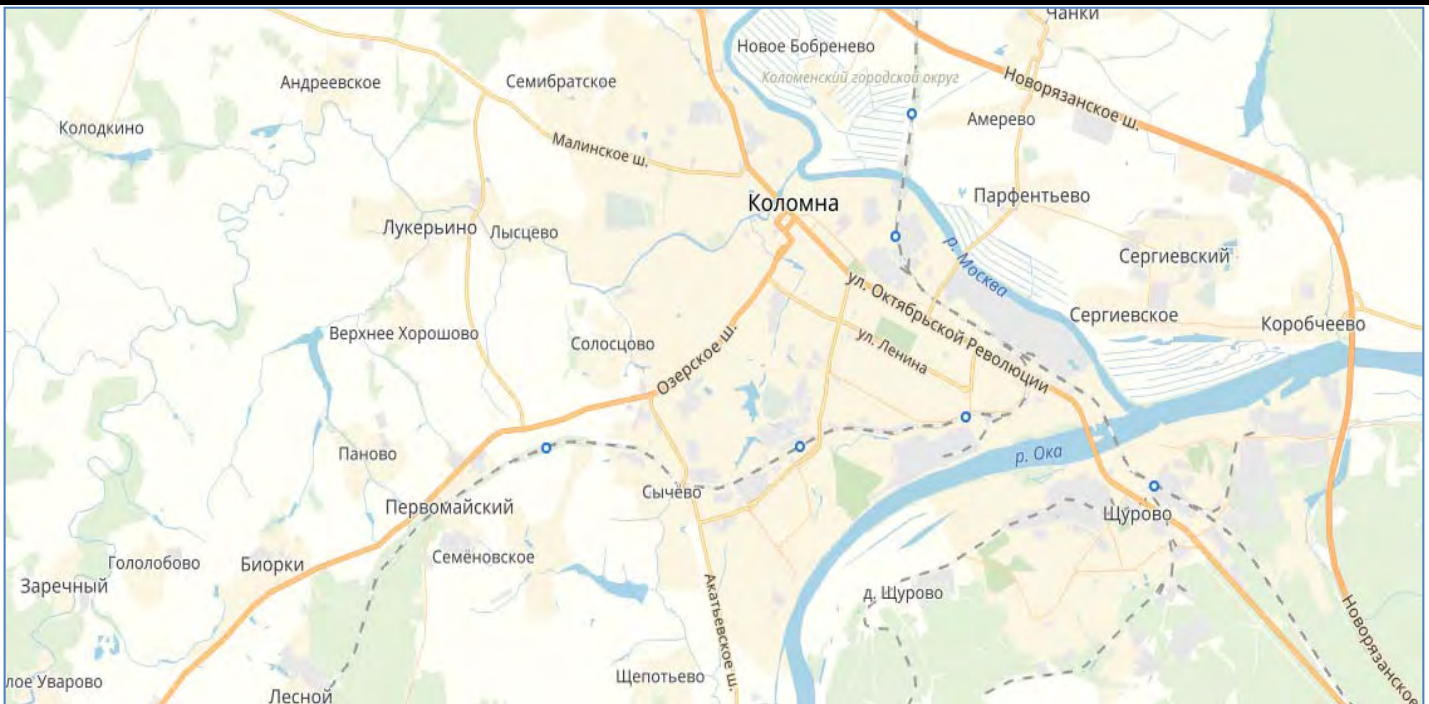 Чанки
Новое Бобренево
Коломенский городской округ
Андреевское
Семибратское
Новорязанское ш.
Колодкино
Амерево
Малинское ш.
Коломна
Парфентьево
Лукерьино
Лысцево
р. Москва
Сергиевский
ул. Октябрьской Революции
Сергиевское
Коробчеево
Верхнее Хорошово
Солосцово
Озерское ш.
ул. Ленина
Паново
р. Ока
Сычёво
Первомайский
Щурово
Семёновское
Гололобово
Биорки
Заречный
д. Щурово
Акатьевское ш.
Новорязанское
лое Уварово
Щепотьево
Лесной